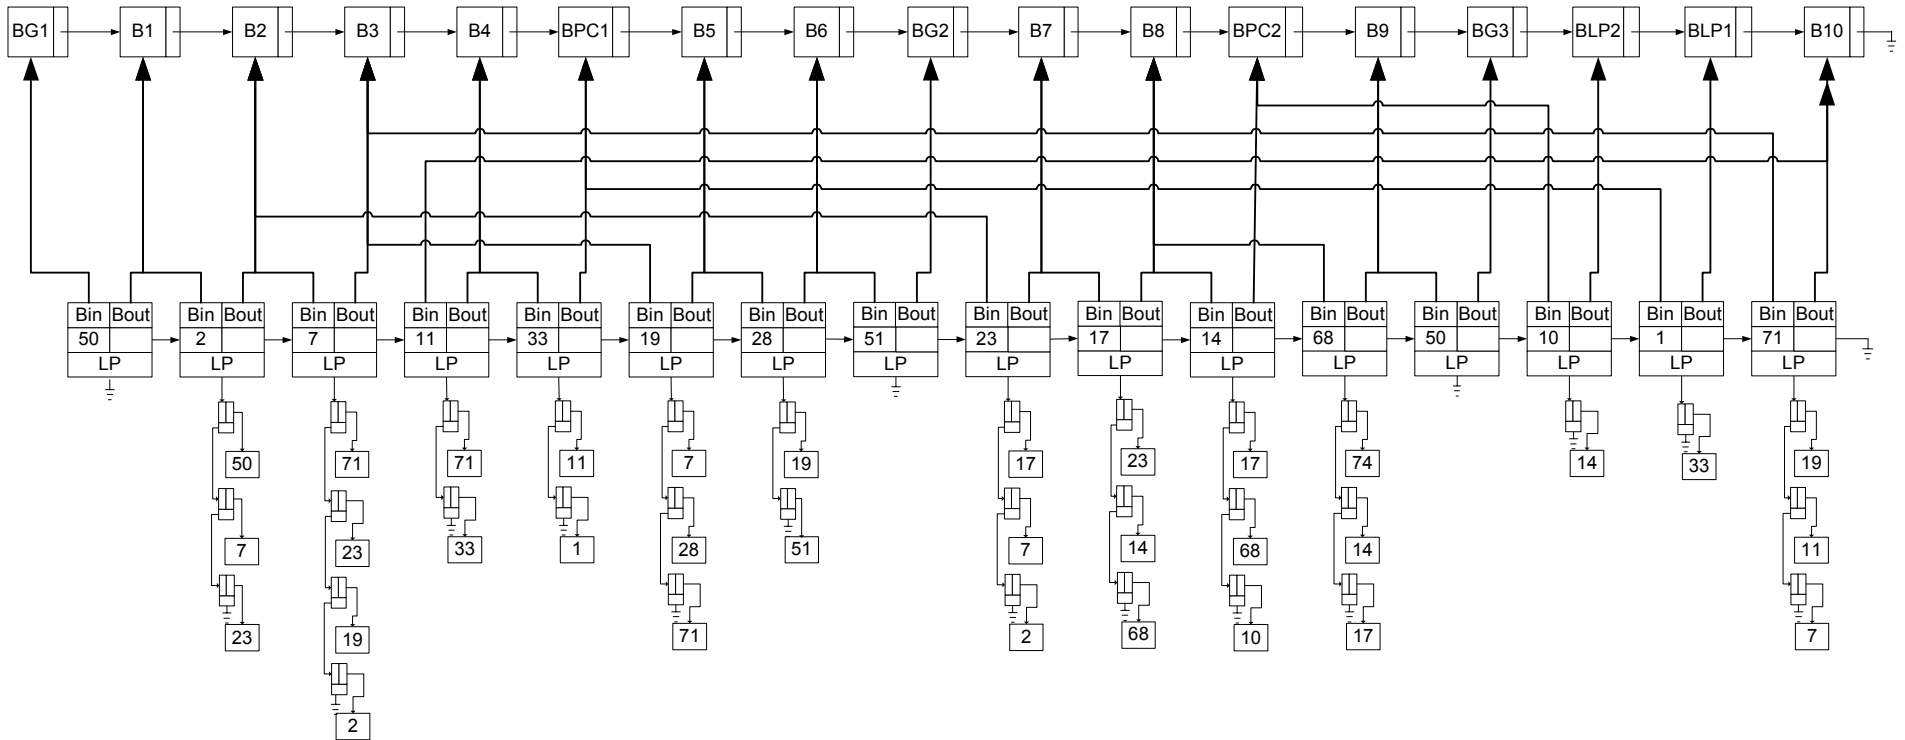 BG1 B1 B2 B3 B4 BPC1 B5 B6 BG2 B7 B8 BPC2 B9 BG3 BLP2 BLP1 B10
Bin Bout Bin Bout Bin Bout Bin Bout Bin Bout Bin Bout Bin Bout Bin Bout Bin Bout Bin Bout Bin Bout Bin Bout Bin Bout Bin Bout Bin Bout Bin Bout
50 2 7 11 33 19 28 51 23 17 14 68 50 10 1 71
LP LP LP LP LP LP LP LP LP LP LP LP LP LP LP LP
50 71 71 11 7 19 17 23 17 74 14 33 19
7 23 33 1 28 51 7 14 68 14 11
23 19 71 2 68 10 17 7
2